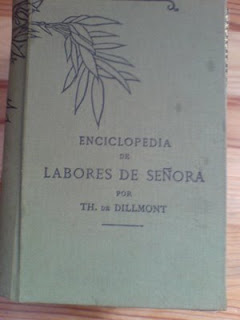 ENCICLOPEDIA
DE
LABORES DE SEÑORA
POR
TH. DE DILLMONT